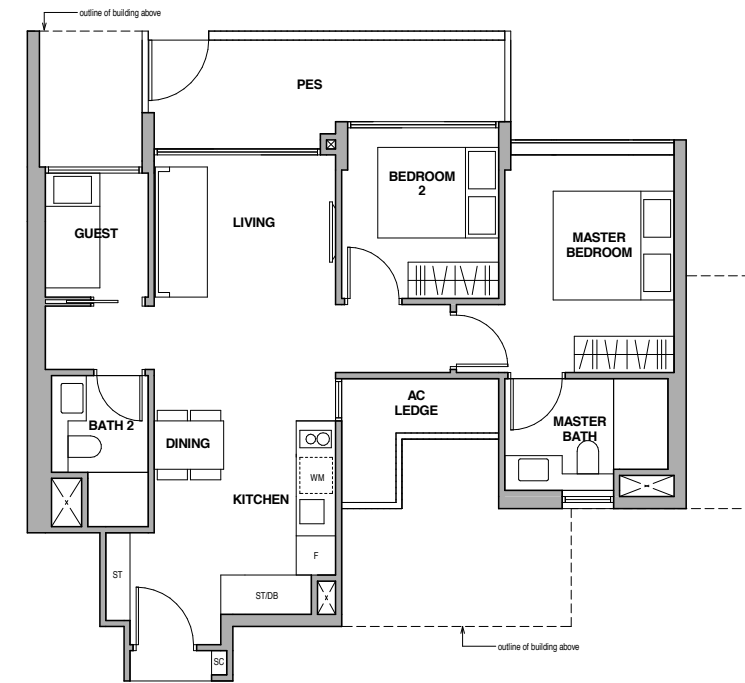 outline of building above
PES
BEDROOM
2
LIVING
GUEST
MASTER
BEDROOM
AC
LEDGE
BATH 2
DINING
MASTER
BATH
WM
KITCHEN
X
F
ST
ST/DB
X
outline of building above
SC